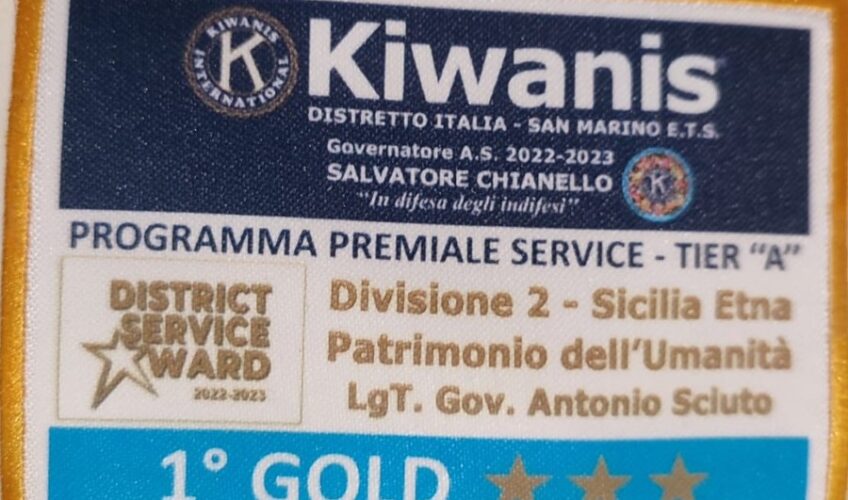 KIWANIS
INTERNATIONAL
K
Kiwanis
DISTRETTO ITALIA - SAN MARINO E.T.S.
Governatore A.S. 2022-2023
SALVATORE CHIANELLO
"In difesa degli indifesi"
K
PROGRAMMA PREMIALE SERVICE - TIER "A"
DISTRICT
SERVICE
WARD
2022-2023
Divisione 2 - Sicilia Etna
Patrimonio dell'Umanità
LgT. Gov. Antonio Sciuto
1° GOLD